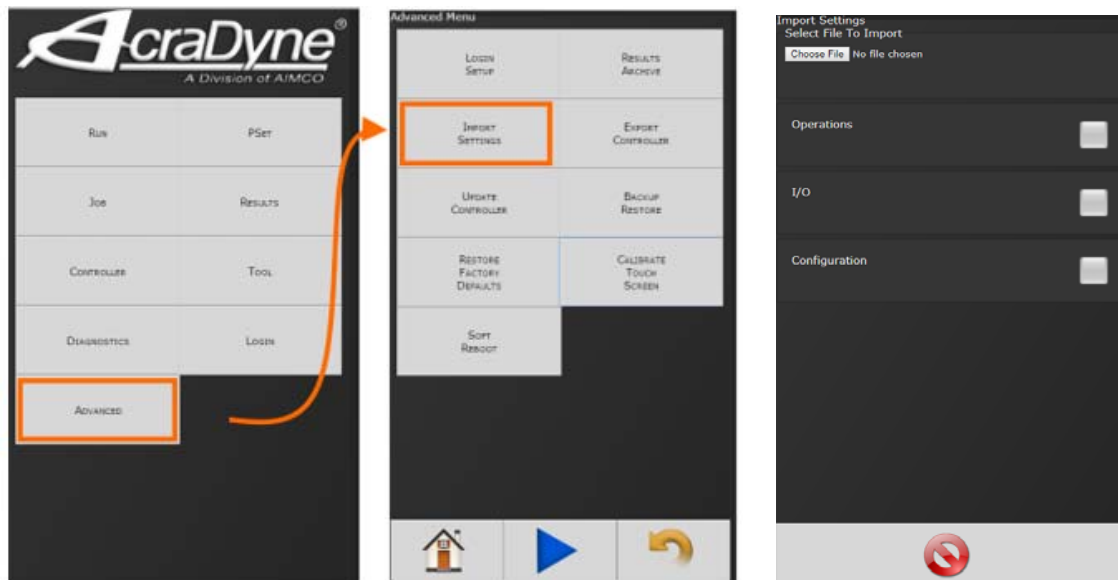 AcraDyne®
A Division of AIMCO
Run
PSet
Job
Results
Controller
Tool
Diagnostics
Login
Advanced
Advanced Menu
Login
Setup
Results
Archive
Import
Settings
Export
Controller
Update
Controller
Backup
Restore
Restore
Factory
Defaults
Calibrate
Touch
Screen
Soft
Reboot
Import Settings
Select File To Import
Choose File No file chosen
Operations
I/O
Configuration